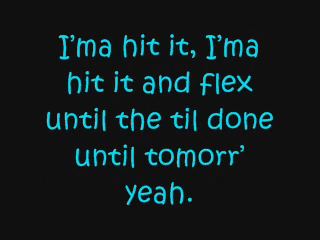 I’ma hit it, I’ma
hit it and flex
until the til done
until tomorr’
yeah.